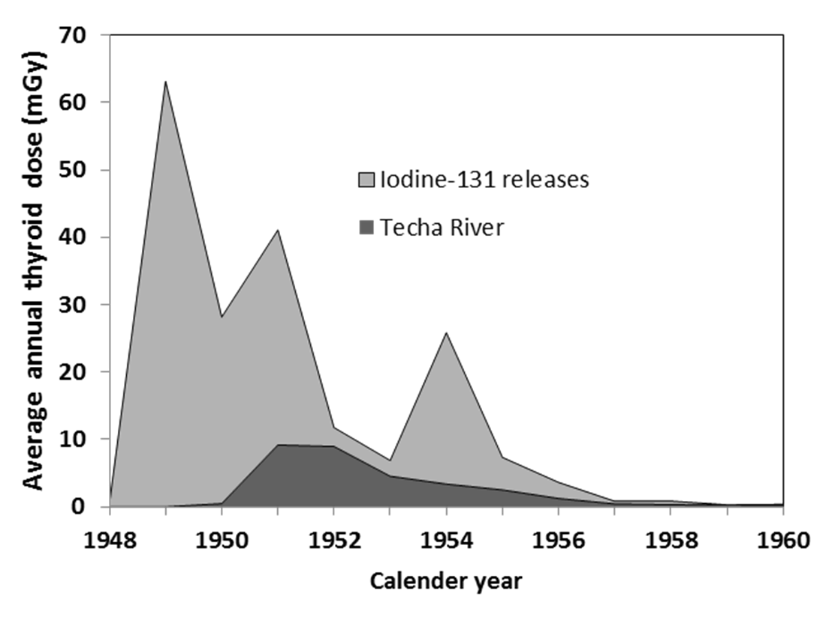 Average annual thyroid dose (mGy)
70
60
50
40
30
20
10
0
Iodine-131 releases
Techa River
1948 1950 1952 1954 1956 1958 1960
Calender year